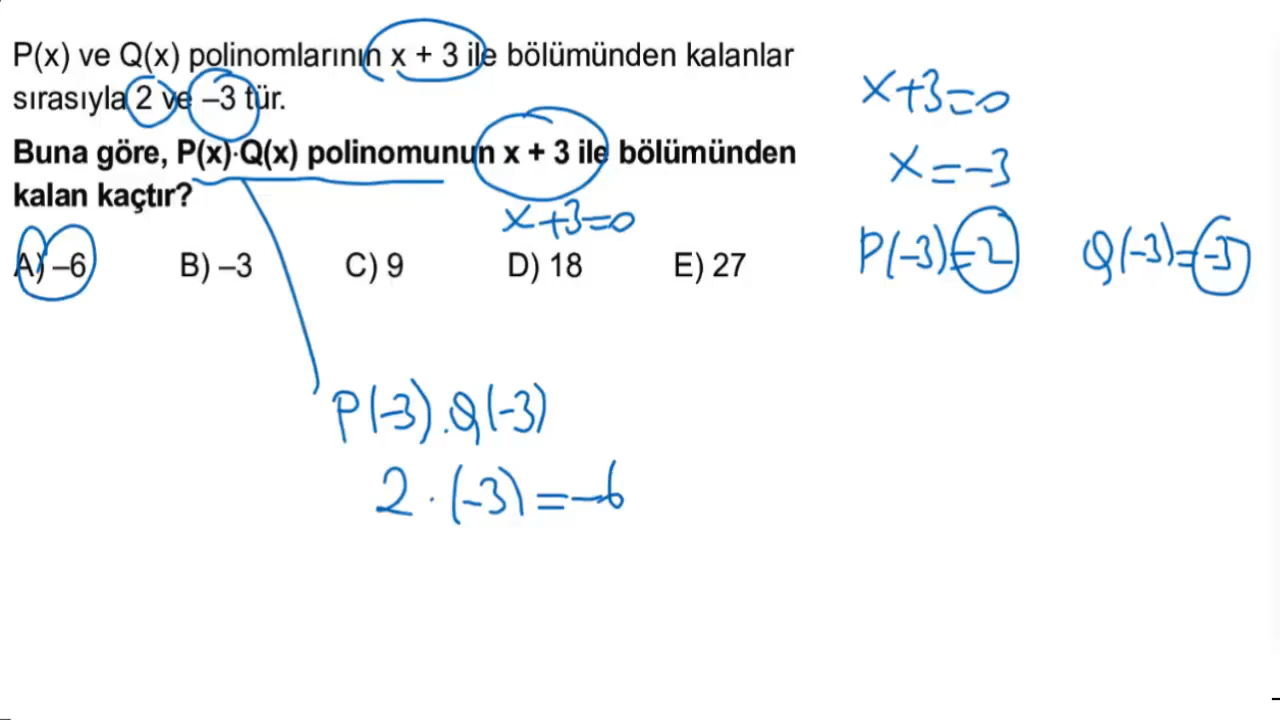 P(x) ve Q(x) polinomlarının x + 3 ile bölümünden kalanlar
sırasıyla 2 ve –3 tür.
Buna göre, P(x)·Q(x) polinomunun x + 3 ile bölümünden
kalan kaçtır?
x+3=0
A) –6 B) –3 C) 9 D) 18 E) 27
x+3=0
x=-3
P(-3)=2 Q(-3)=-3
P(-3).Q(-3)
2.(-3)=-6